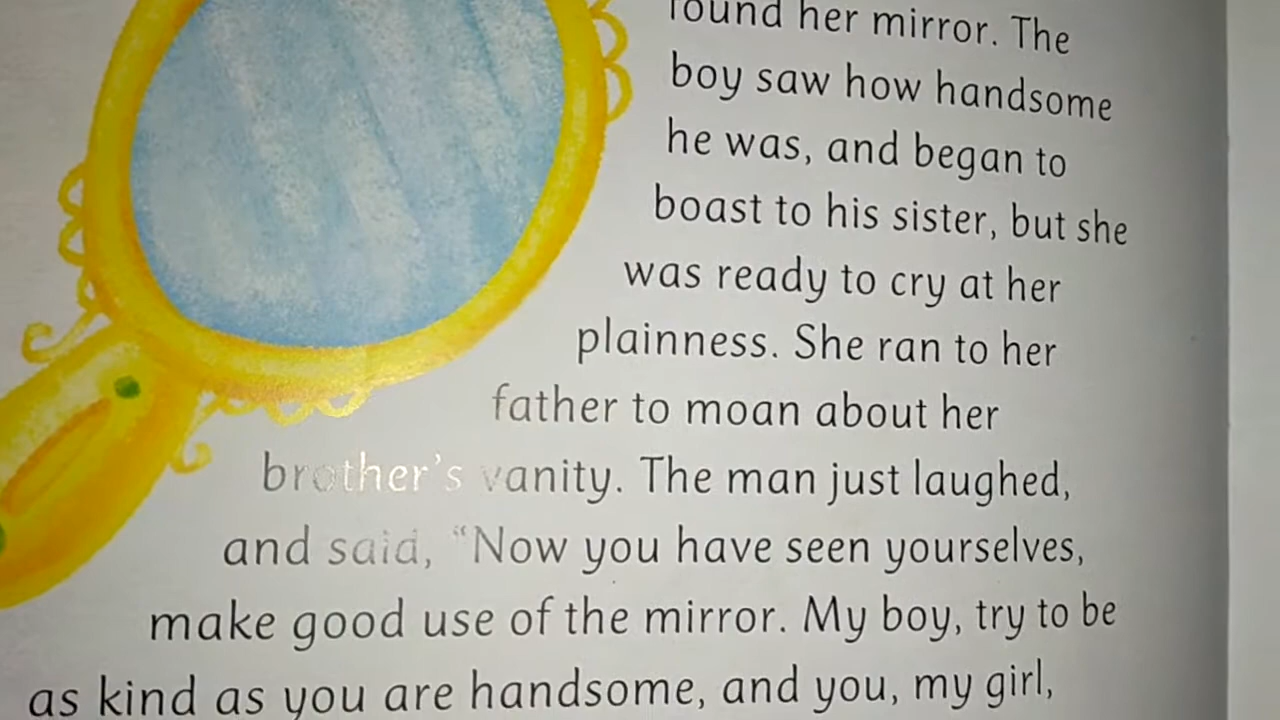 found her mirror. The
boy saw how handsome
he was, and began to
boast to his sister, but she
was ready to cry at her
plainness. She ran to her
father to moan about her
brother's vanity. The man just laughed,
and said, "Now you have seen yourselves,
make good use of the mirror. My boy, try to be
as kind as you are handsome, and you, my girl,